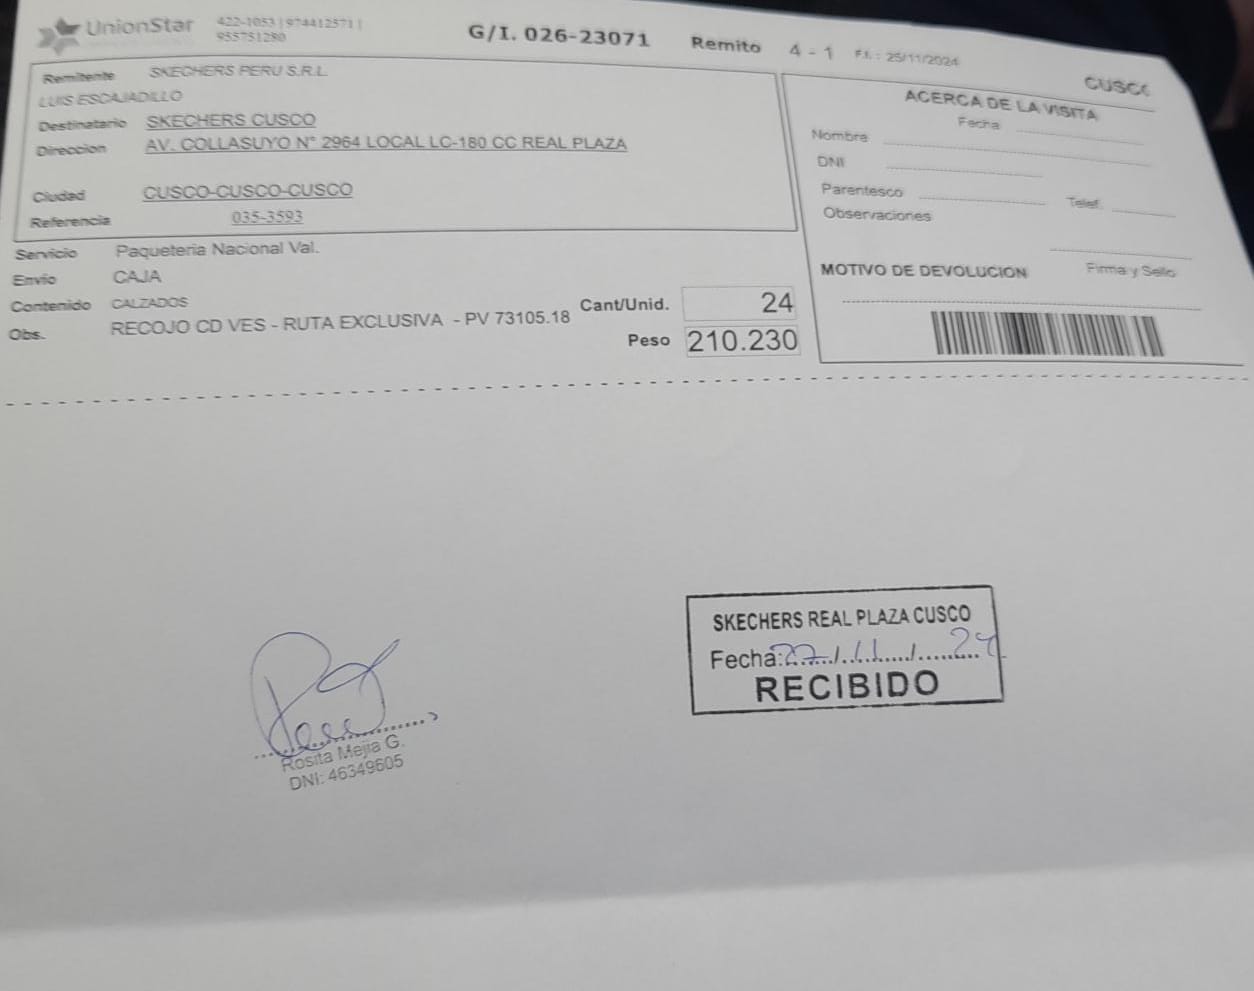 UnionStar
422-1053 | 974412571 |
955751280
G/I. 026-23071
Remito 4 - 1
F.I. : 25/11/2024
CUSCO
Remitente SKECHERS PERU S.R.L.
LUIS ESCAJADILLO
Destinatario SKECHERS CUSCO
Direccion AV. COLLASUYO N° 2964 LOCAL LC-180 CC REAL PLAZA
Ciudad CUSCO-CUSCO-CUSCO
Referencia 035-3593
Servicio Paqueteria Nacional Val.
Envio CAJA
Contenido CALZADOS
Obs. RECOJO CD VES - RUTA EXCLUSIVA - PV 73105.18
Cant/Unid. 24
Peso 210.230
ACERCA DE LA VISITA
Fecha
Nombre
DNI
Parentesco
Telef.
Observaciones
MOTIVO DE DEVOLUCION
Firma y Sello
SKECHERS REAL PLAZA CUSCO
Fecha: 27/11/24
RECIBIDO
Rosita Mejia G.
DNI: 46349605